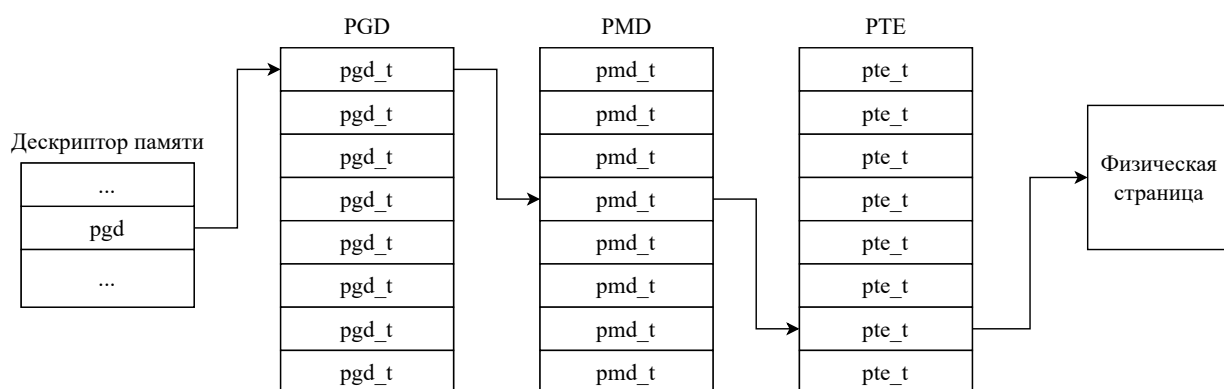 PGD
PMD
PTE
Дескриптор памяти
...
pgd
...
pgd_t
pgd_t
pgd_t
pgd_t
pgd_t
pgd_t
pgd_t
pgd_t
pmd_t
pmd_t
pmd_t
pmd_t
pmd_t
pmd_t
pmd_t
pmd_t
pte_t
pte_t
pte_t
pte_t
pte_t
pte_t
pte_t
pte_t
Физическая
страница